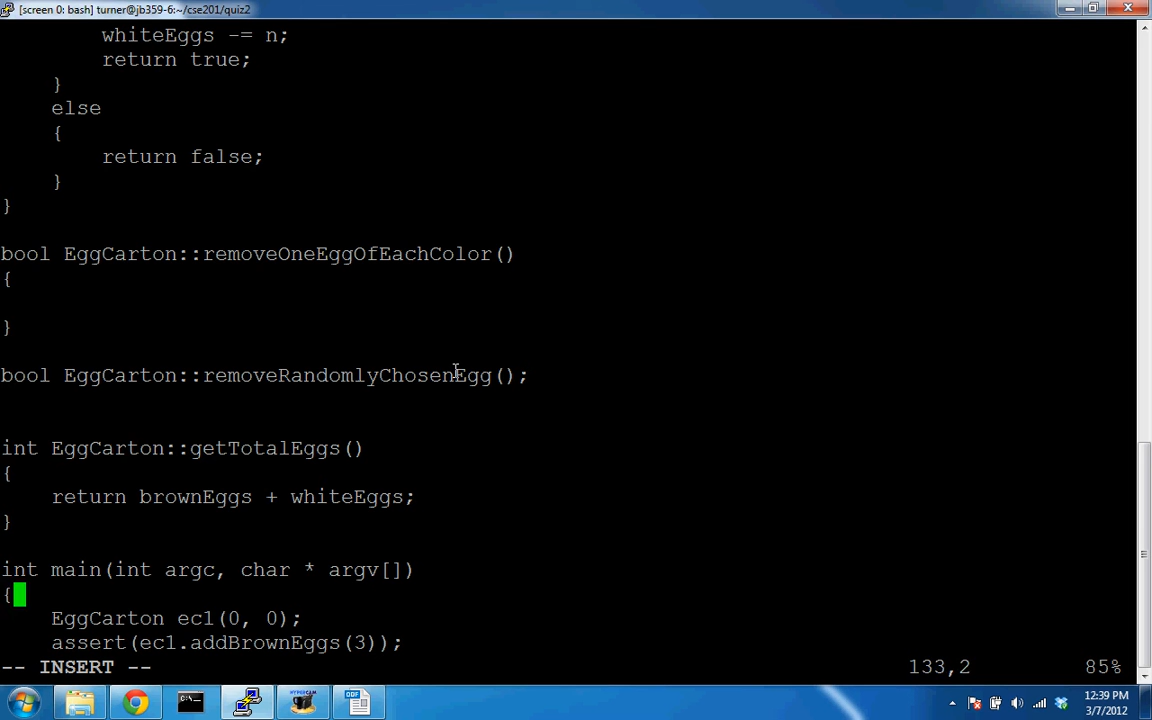 [screen 0: bash] turner@jb359-6:~/cse201/quiz2
whiteEggs -= n;
return true;
}
else
{
return false;
}
}
bool EggCarton::removeOneEggOfEachColor()
{
}
bool EggCarton::removeRandomlyChosenEgg();
int EggCarton::getTotalEggs()
{
return brownEggs + whiteEggs;
}
int main(int argc, char * argv[])
{
EggCarton ec1(0, 0);
assert(ec1.addBrownEggs(3));
-- INSERT -- 133,2 85%
HYPERCAM
ODF
12:39 PM
3/7/2012